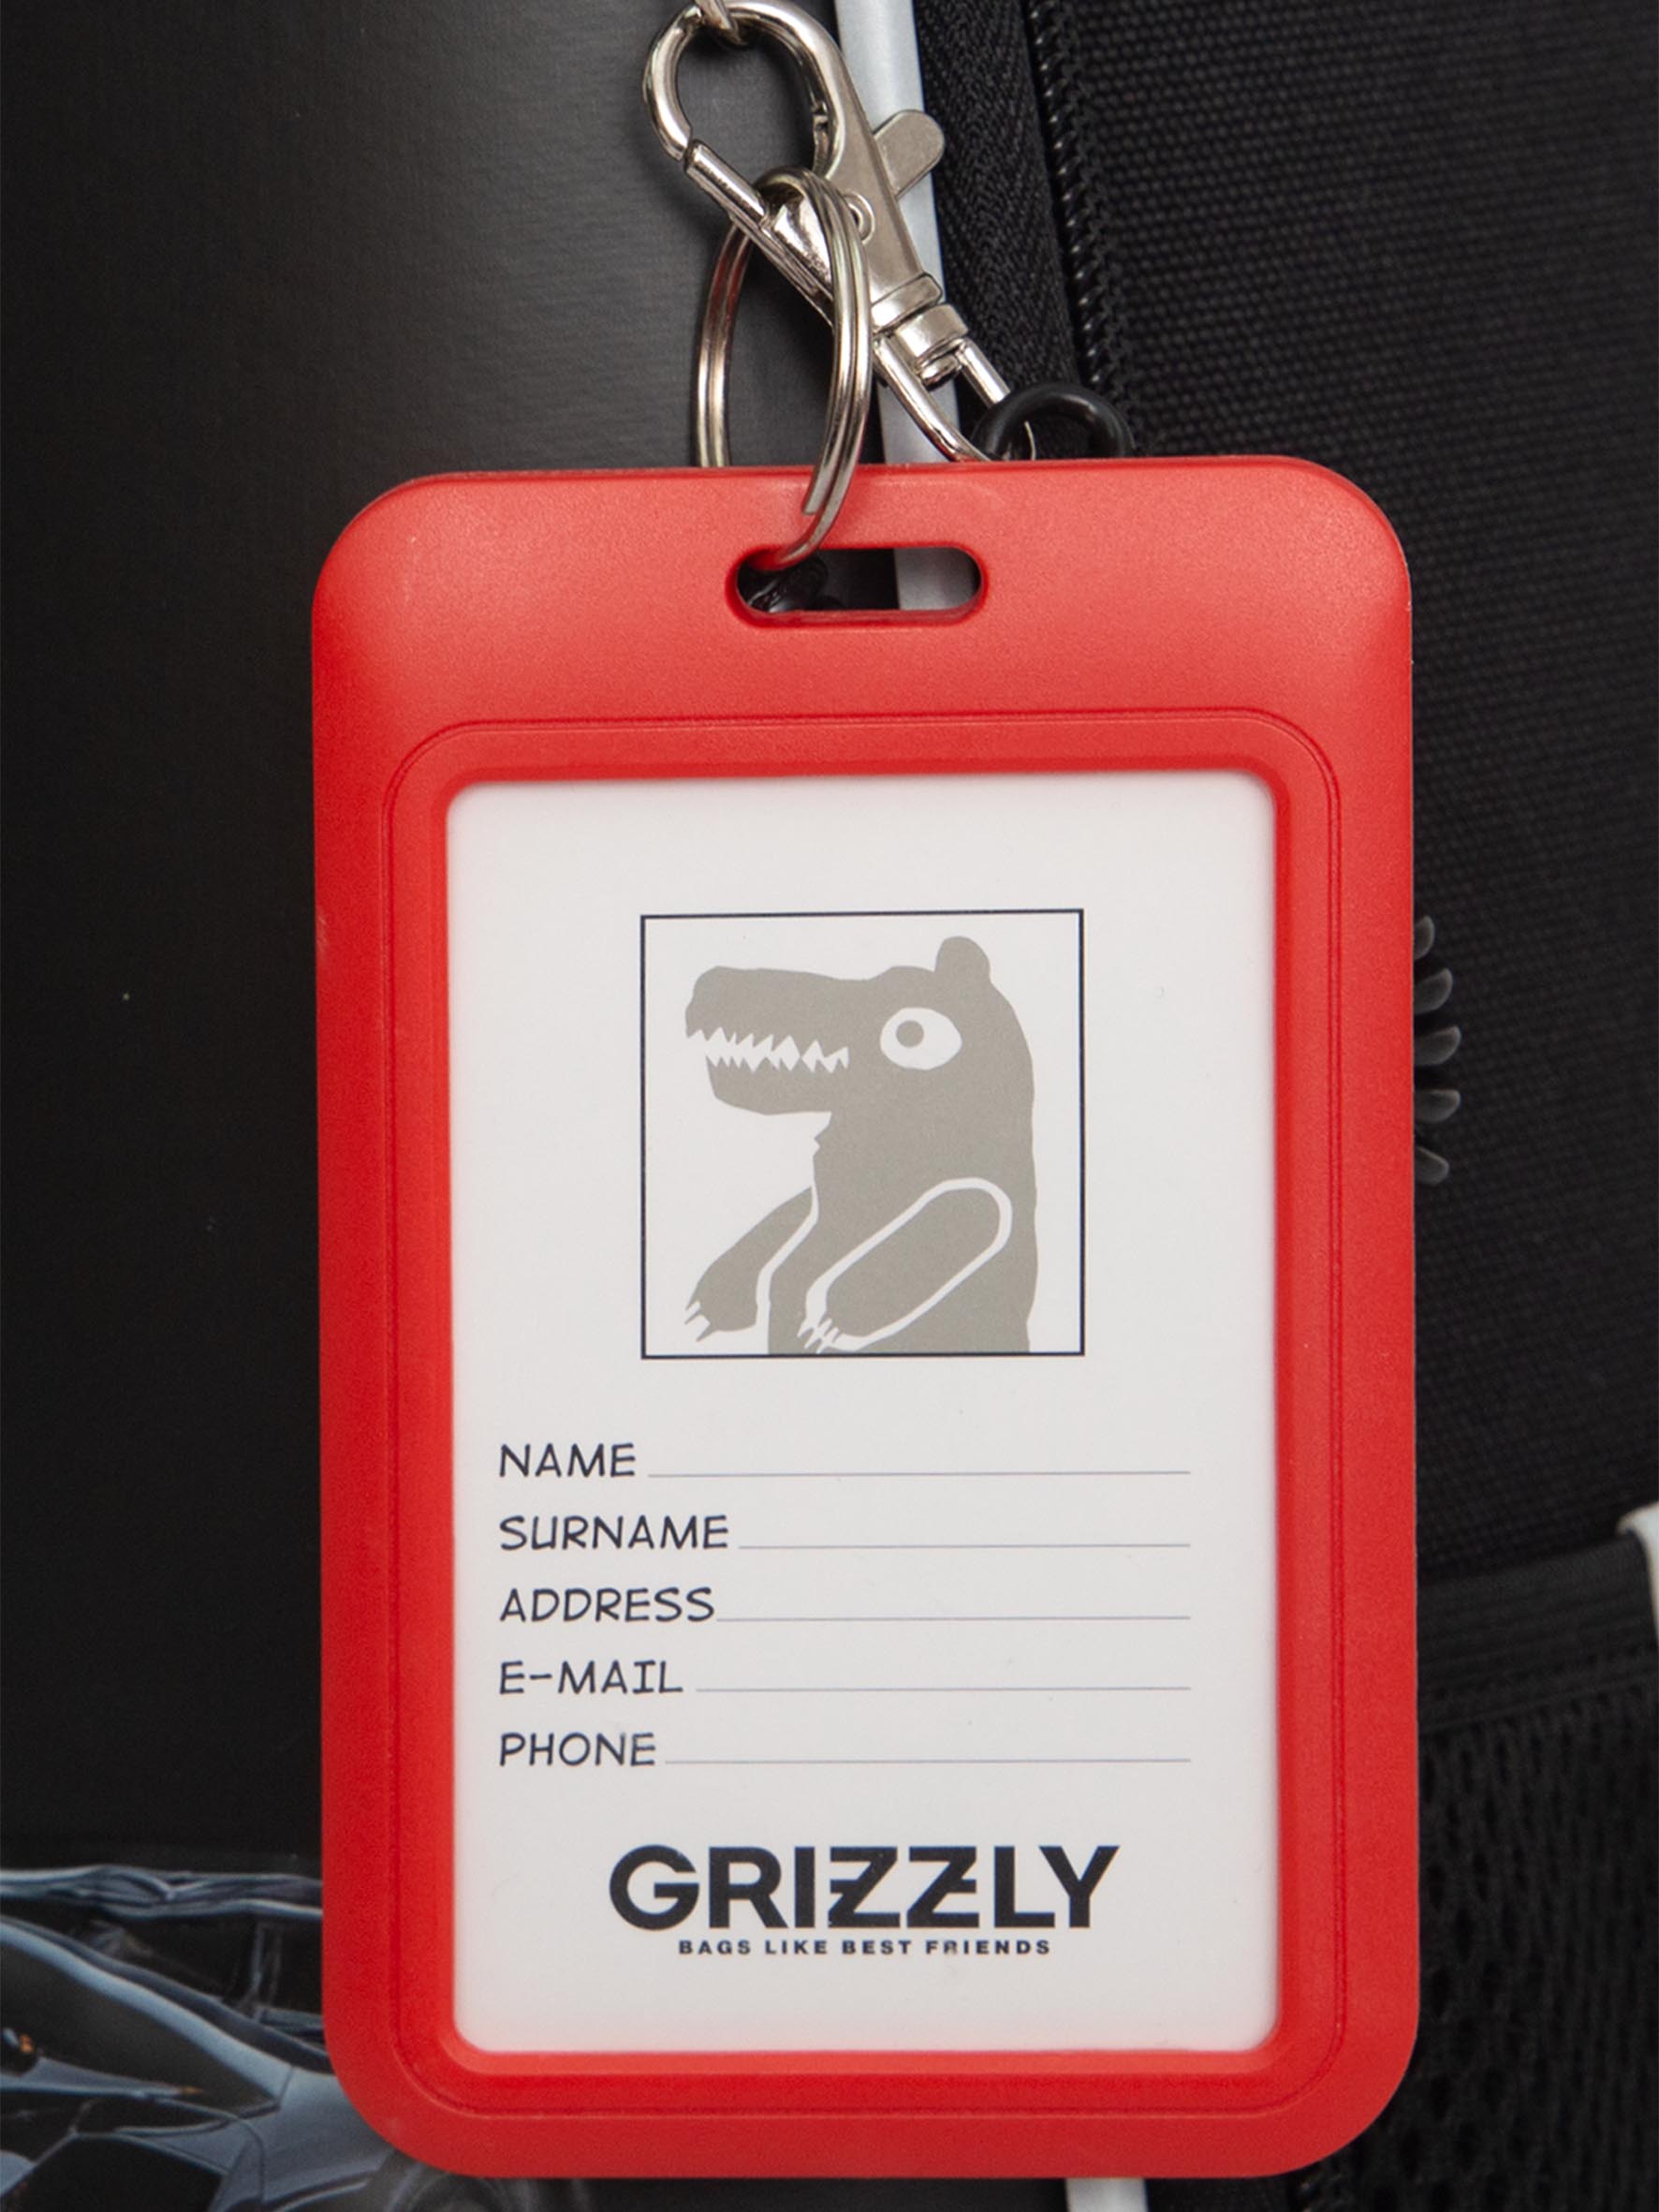 NAME
SURNAME
ADDRESS
E-MAIL
PHONE
GRIZZLY
BAGS LIKE BEST FRIENDS